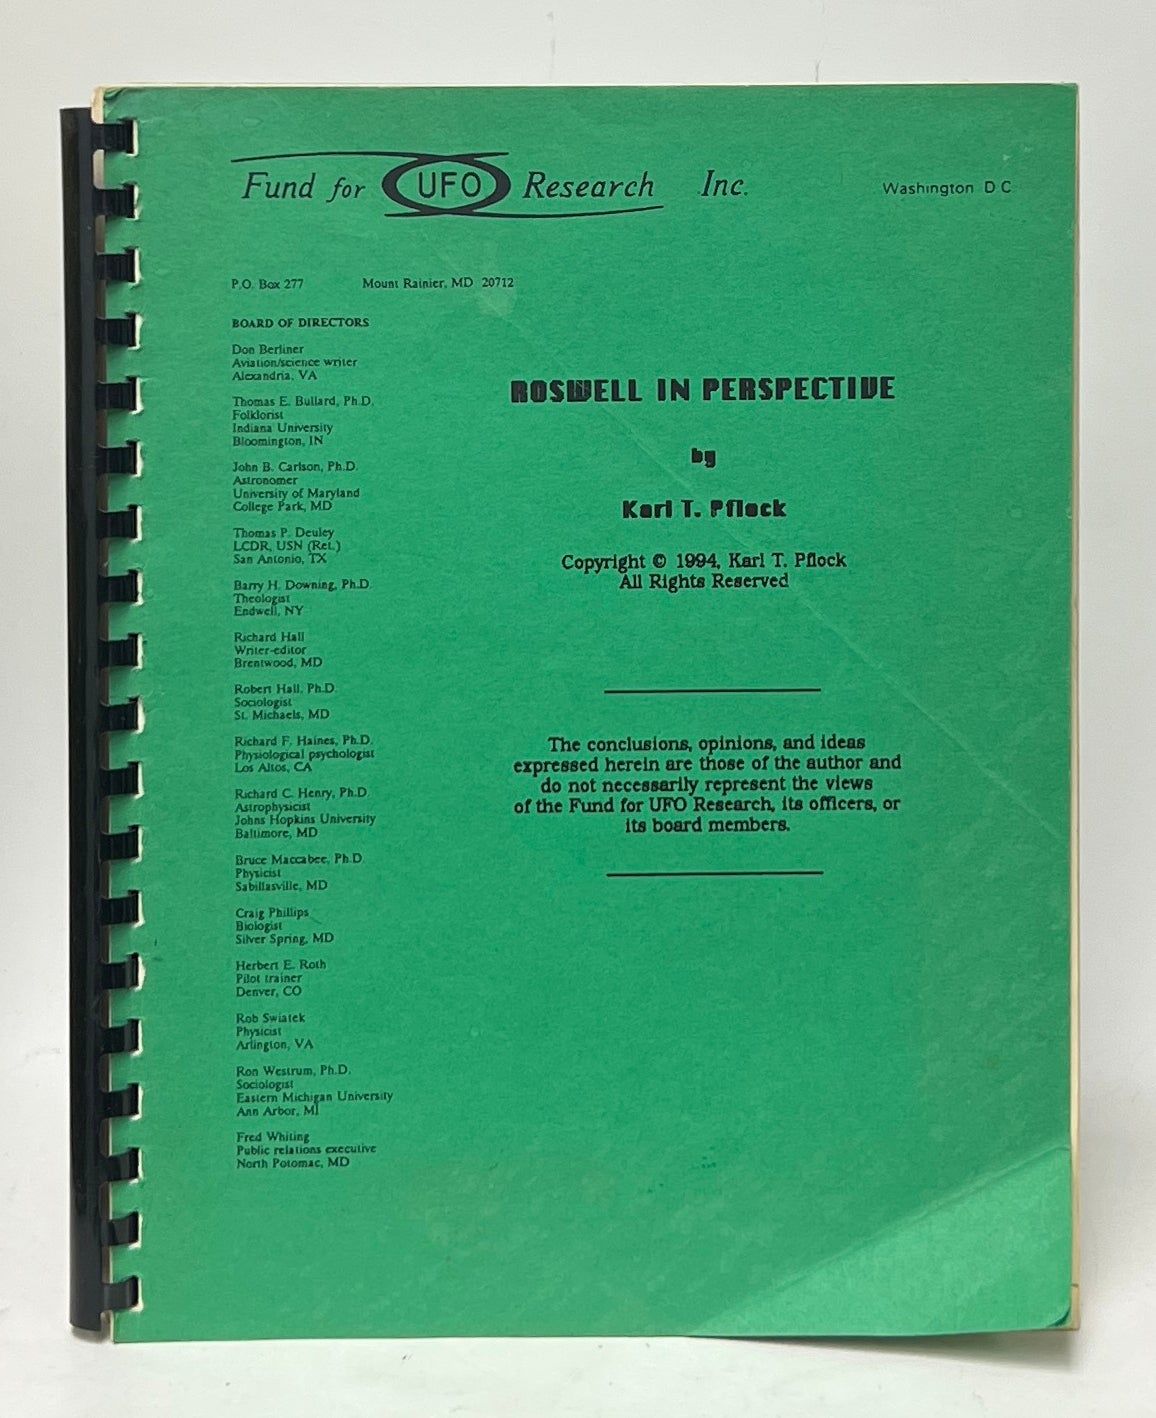 Fund for UFO Research Inc.
Washington D C
P.O. Box 277 Mount Rainier, MD 20712
BOARD OF DIRECTORS
Don Berliner
Aviation/science writer
Alexandria, VA
Thomas E. Bullard, Ph.D.
Folklorist
Indiana University
Bloomington, IN
John B. Carlson, Ph.D.
Astronomer
University of Maryland
College Park, MD
Thomas P. Deuley
LCDR, USN (Ret.)
San Antonio, TX
Barry H. Downing, Ph.D.
Theologist
Endwell, NY
Richard Hall
Writer-editor
Brentwood, MD
Robert Hall, Ph.D.
Sociologist
St. Michaels, MD
Richard F. Haines, Ph.D.
Physiological psychologist
Los Altos, CA
Richard C. Henry, Ph.D.
Astrophysicist
Johns Hopkins University
Baltimore, MD
Bruce Maccabee, Ph.D.
Physicist
Sabillasville, MD
Craig Phillips
Biologist
Silver Spring, MD
Herbert E. Roth
Pilot trainer
Denver, CO
Rob Swiatek
Physicist
Arlington, VA
Ron Westrum, Ph.D.
Sociologist
Eastern Michigan University
Ann Arbor, MI
Fred Whiting
Public relations executive
North Potomac, MD
ROSWELL IN PERSPECTIVE
by
Karl T. Pflock
Copyright © 1994, Karl T. Pflock
All Rights Reserved
The conclusions, opinions, and ideas
expressed herein are those of the author and
do not necessarily represent the views
of the Fund for UFO Research, its officers, or
its board members.